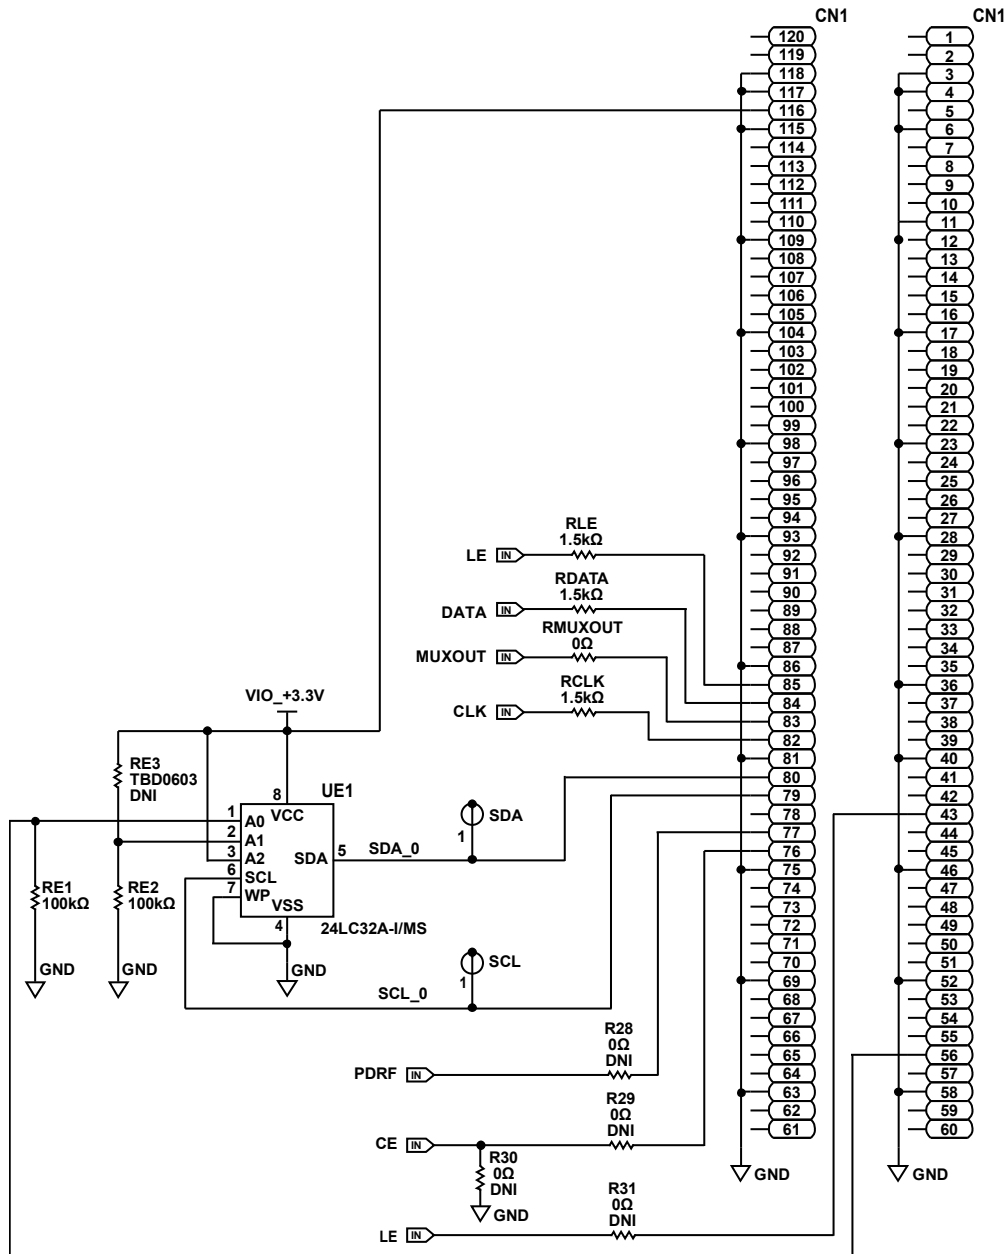 CN1
CN1
120
119
118
117
116
115
114
113
112
111
110
109
108
107
106
105
104
103
102
101
100
99
98
97
96
95
94
93
92
91
90
89
88
87
86
85
84
83
82
81
80
79
78
77
76
75
74
73
72
71
70
69
68
67
66
65
64
63
62
61
GND
1
2
3
4
5
6
7
8
9
10
11
12
13
14
15
16
17
18
19
20
21
22
23
24
25
26
27
28
29
30
31
32
33
34
35
36
37
38
39
40
41
42
43
44
45
46
47
48
49
50
51
52
53
54
55
56
57
58
59
60
GND
RLE
1.5kΩ
LE IN
RDATA
1.5kΩ
DATA IN
RMUXOUT
0Ω
MUXOUT IN
RCLK
1.5kΩ
CLK IN
VIO_+3.3V
RE3
TBD0603
DNI
UE1
8
VCC
1 A0
2 A1
3 A2
6 SCL
7 WP
SDA 5
VSS
4
24LC32A-I/MS
SDA_0
SDA
1
RE1
100kΩ
RE2
100kΩ
GND
GND
GND
SCL
1
SCL_0
R28
0Ω
DNI
PDRF IN
R29
0Ω
DNI
CE IN
R30
0Ω
DNI
GND
R31
0Ω
DNI
LE IN